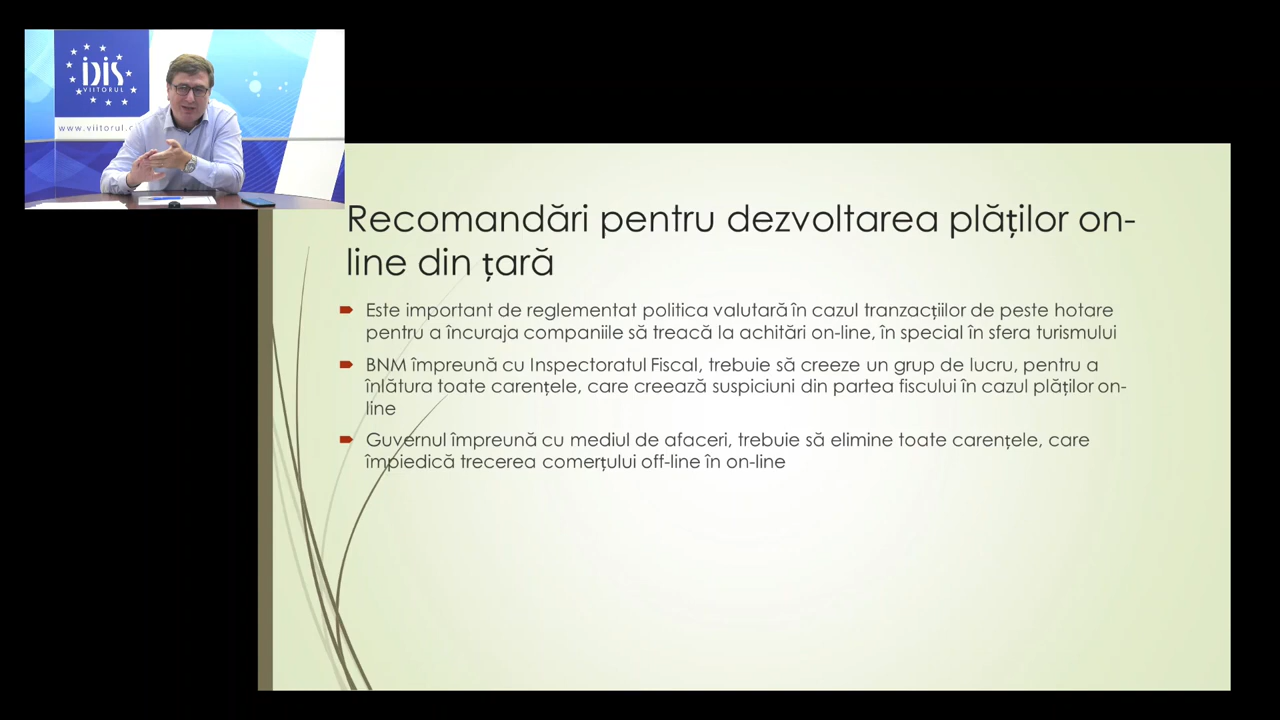 IDIS
VIITORUL
www.viitorul.
Recomandări pentru dezvoltarea plăților on-
line din țară
Este important de reglementat politica valutară în cazul tranzacțiilor de peste hotare
pentru a încuraja companiile să treacă la achitări on-line, în special în sfera turismului
BNM împreună cu Inspectoratul Fiscal, trebuie să creeze un grup de lucru, pentru a
înlătura toate carențele, care creează suspiciuni din partea fiscului în cazul plăților on-
line
Guvernul împreună cu mediul de afaceri, trebuie să elimine toate carențele, care
împiedică trecerea comerțului off-line în on-line